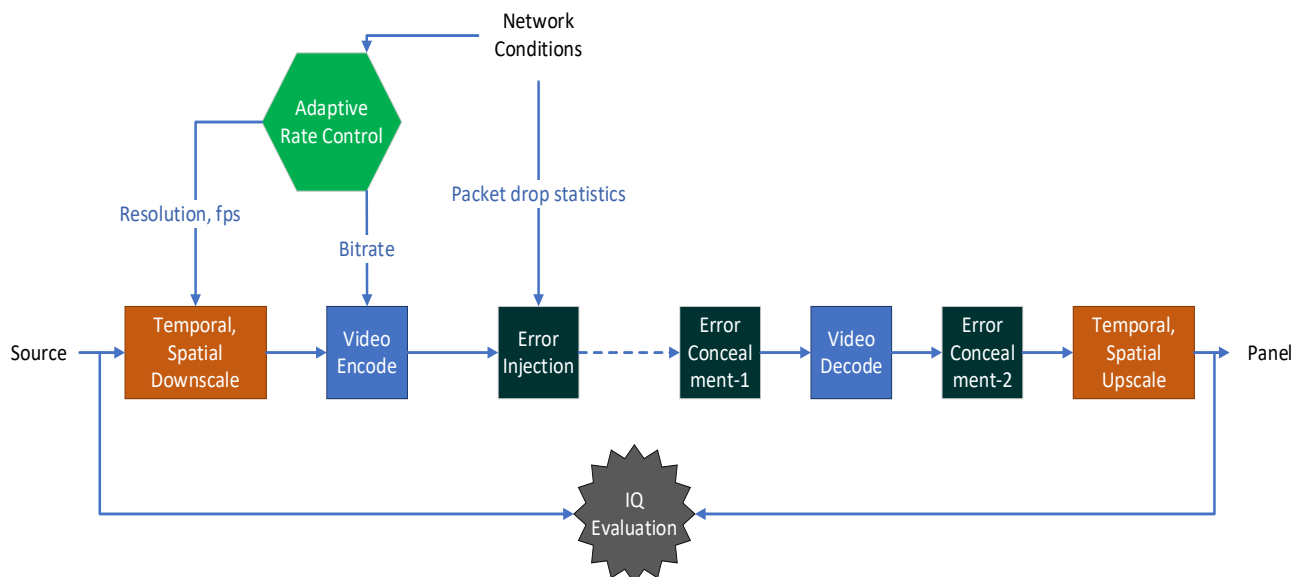 Network
Conditions
Adaptive
Rate Control
Resolution, fps
Packet drop statistics
Bitrate
Source
Temporal,
Spatial
Downscale
Video
Encode
Error
Injection
Error
Conceal
ment-1
Video
Decode
Error
Conceal
ment-2
Temporal,
Spatial
Upscale
Panel
IQ
Evaluation